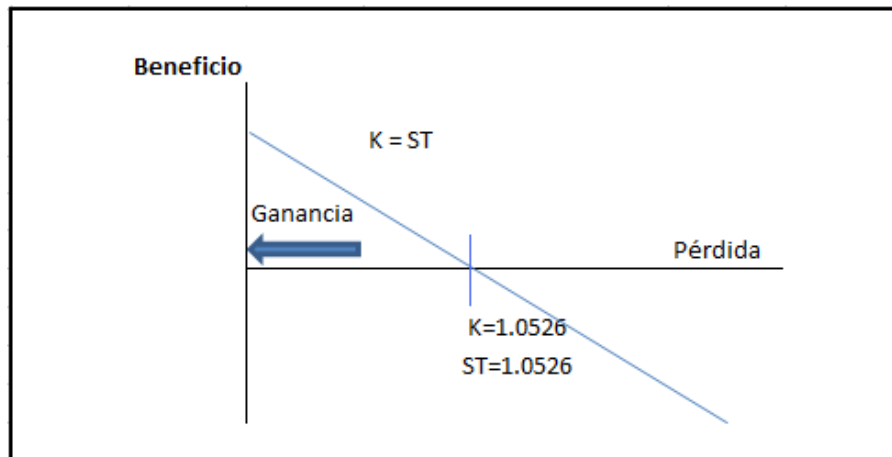 Beneficio
K = ST
Ganancia
Pérdida
K=1.0526
ST=1.0526